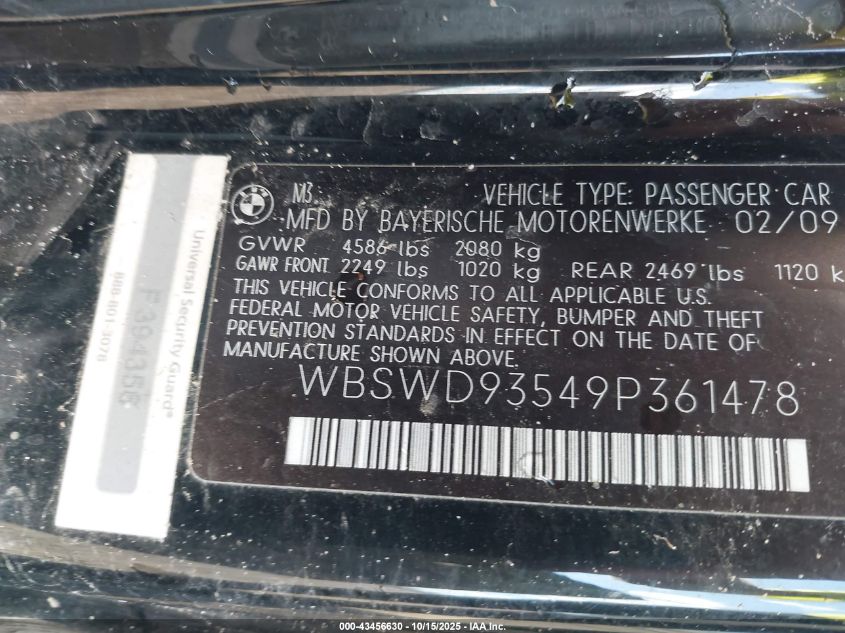 M3 VEHICLE TYPE: PASSENGER CAR
MFD BY BAYERISCHE MOTORENWERKE 02/09
GVWR 4586 lbs 2080 kg
GAWR FRONT 2249 lbs 1020 kg REAR 2469 lbs 1120 k
THIS VEHICLE CONFORMS TO ALL APPLICABLE U.S.
FEDERAL MOTOR VEHICLE SAFETY, BUMPER AND THEFT
PREVENTION STANDARDS IN EFFECT ON THE DATE OF
MANUFACTURE SHOWN ABOVE.
WBSWD93549P361478
Universal Security Guard®
888-801-3078
F394356
000-43456630 - 10/15/2025 - IAA Inc.